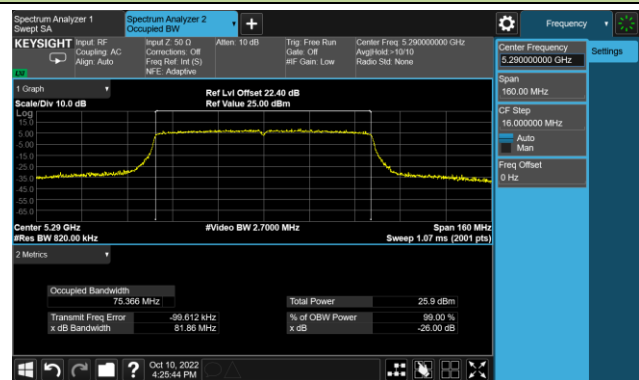 Spectrum Analyzer 1
Swept SA
Spectrum Analyzer 2
Occupied BW
Frequency
KEYSIGHT
Input: RF
Coupling: AC
Align: Auto
Input Z: 50 Ω
Corrections: Off
Freq Ref: Int (S)
NFE: Adaptive
Atten: 10 dB
Trig: Free Run
Gate: Off
#IF Gain: Low
Center Freq: 5.290000000 GHz
Avg|Hold:>10/10
Radio Std: None
Center Frequency
5.290000000 GHz
Settings
Span
160.00 MHz
CF Step
16.000000 MHz
Auto
Man
Freq Offset
0 Hz
1 Graph
Scale/Div 10.0 dB
Ref Lvl Offset 22.40 dB
Ref Value 25.00 dBm
Log
15.0
5.00
-5.00
-15.0
-25.0
-35.0
-45.0
-55.0
-65.0
Center 5.29 GHz
#Res BW 820.00 kHz
#Video BW 2.7000 MHz
Span 160 MHz
Sweep 1.07 ms (2001 pts)
2 Metrics
Occupied Bandwidth
75.366 MHz
Total Power 25.9 dBm
Transmit Freq Error -99.612 kHz
% of OBW Power 99.00 %
x dB Bandwidth 81.86 MHz
x dB -26.00 dB
Oct 10, 2022
4:25:44 PM